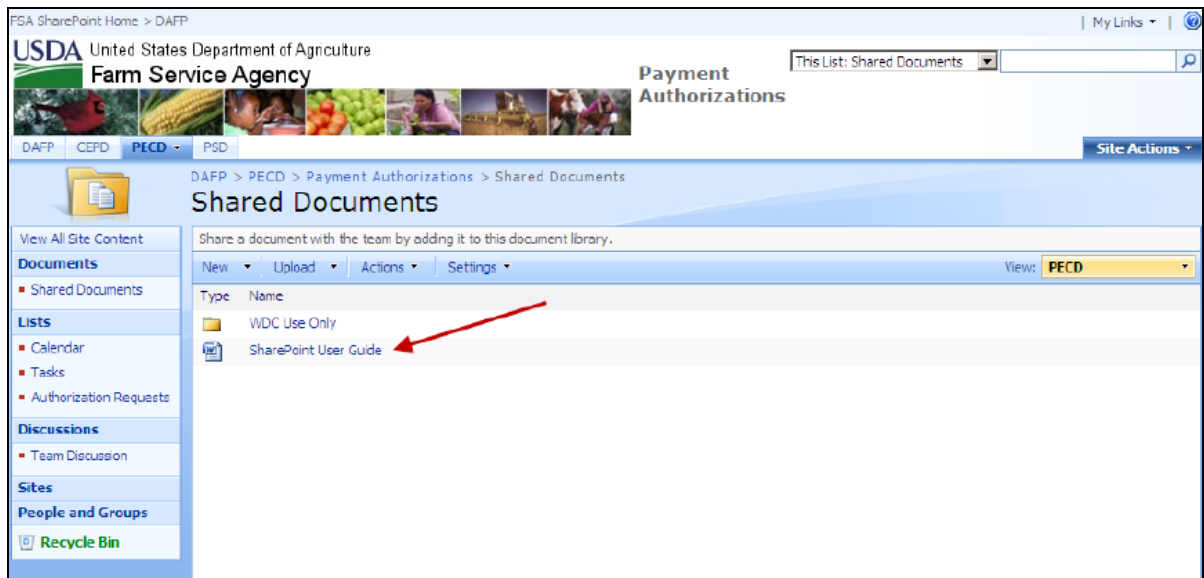 FSA SharePoint Home > DAFP
| My Links |
USDA United States Department of Agriculture
Farm Service Agency
Payment
Authorizations
This List: Shared Documents
DAFP CEPD PECD PSD
Site Actions
DAFP > PECD > Payment Authorizations > Shared Documents
Shared Documents
View All Site Content
Share a document with the team by adding it to this document library.
Documents
New Upload Actions Settings
View: PECD
Shared Documents
Type Name
Lists
WDC Use Only
Calendar
SharePoint User Guide
Tasks
Authorization Requests
Discussions
Team Discussion
Sites
People and Groups
Recycle Bin